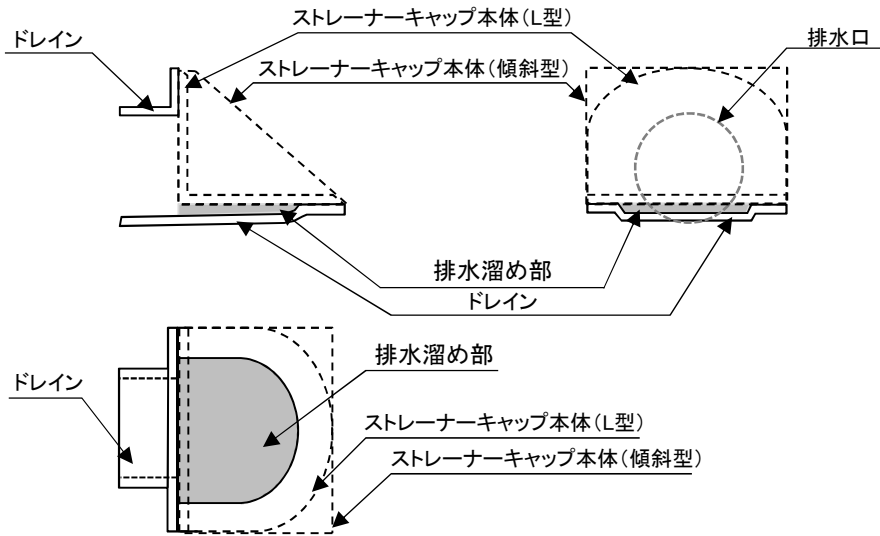 ストレーナーキャップ本体(L型)
ドレイン
排水口
ストレーナーキャップ本体(傾斜型)
排水溜め部
ドレイン
排水溜め部
ドレイン
ストレーナーキャップ本体(L型)
ストレーナーキャップ本体(傾斜型)